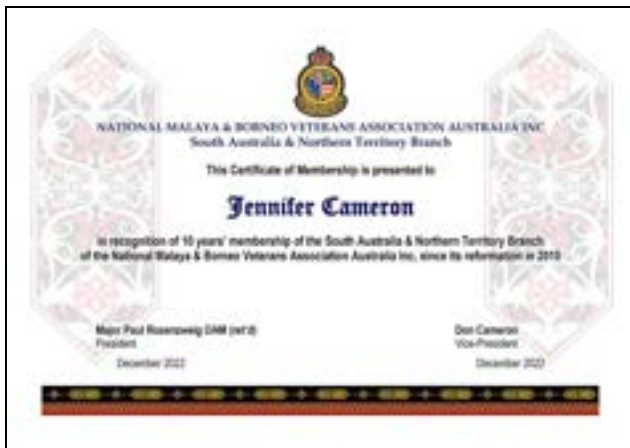 NATIONAL MALAYA & BORNEO VETERANS ASSOCIATION AUSTRALIA INC
South Australia & Northern Territory Branch
This Certificate of Membership is presented to
Jennifer Cameron
in recognition of 10 years' membership of the South Australia & Northern Territory Branch
of the National Malaya & Borneo Veterans Association Australia Inc, since its reformation in 2010
Major Paul Rosenzweig OAM (ret'd)
President
December 2022
Don Cameron
Vice-President
December 2022